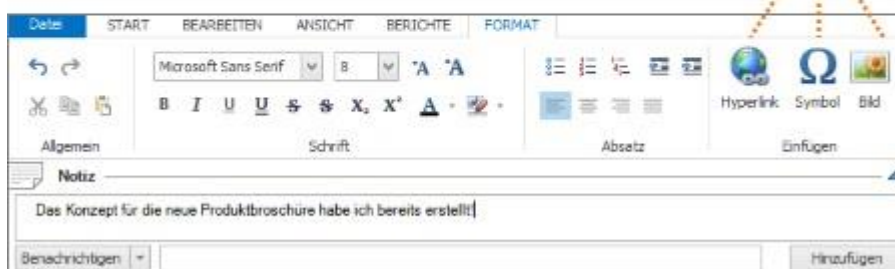 Datei START BEARBEITEN ANSICHT BERICHTE FORMAT
Microsoft Sans Serif 8 A A
B I U U S S X, X² A
Hyperlink Symbol Bild
Allgemein Schrift Absatz Einfügen
Notiz
Das Konzept für die neue Produktbroschüre habe ich bereits erstellt!
Benachrichtigen Hinzufügen